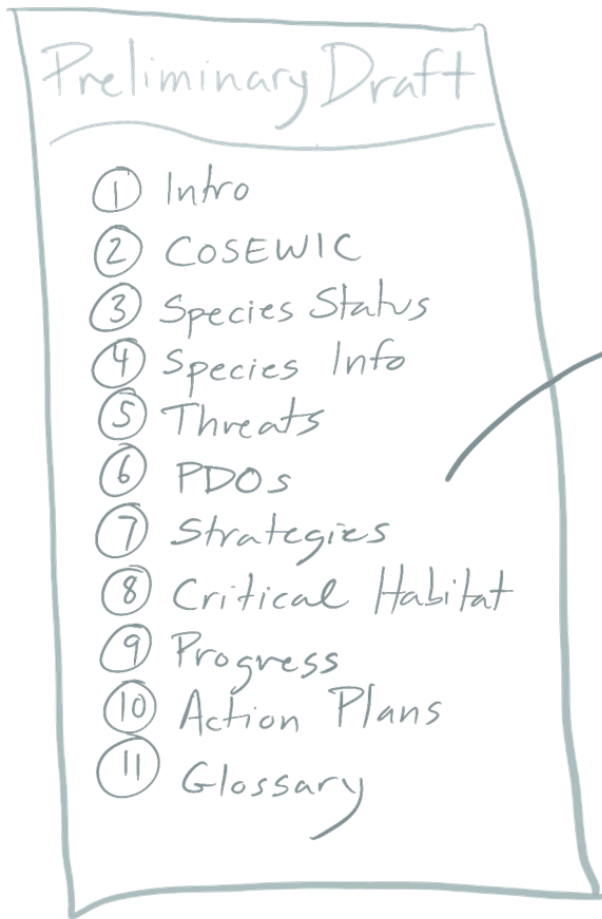 Preliminary Draft
1 Intro
2 COSEWIC
3 Species Status
4 Species Info
5 Threats
6 PDOs
7 Strategies
8 Critical Habitat
9 Progress
10 Action Plans
11 Glossary